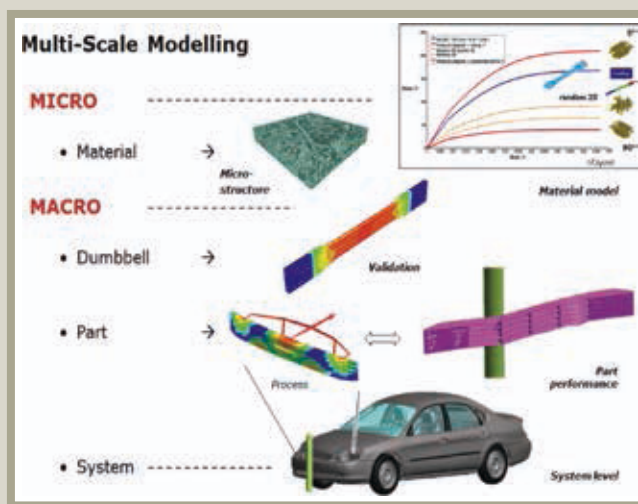 Multi-Scale Modelling
MICRO
• Material
Micro-
structure
random 2D
Material model
MACRO
• Dumbbell
Validation
• Part
Process
Part
performance
• System
System level